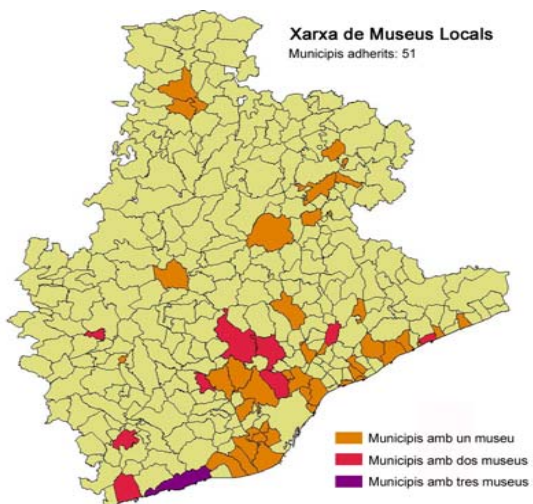 Xarxa de Museus Locals
Municipis adherits: 51
Municipis amb un museu
Municipis amb dos museus
Municipis amb tres museus